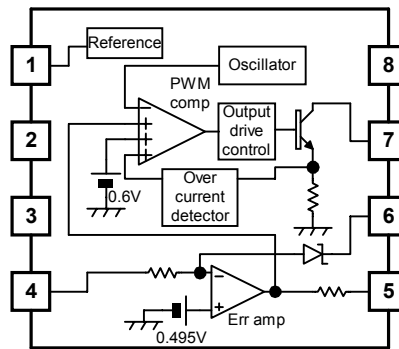 1
Reference
8
Oscillator
PWM
comp
2
Output
drive
control
7
0.6V
Over
current
detector
3
6
4
5
Err amp
0.495V